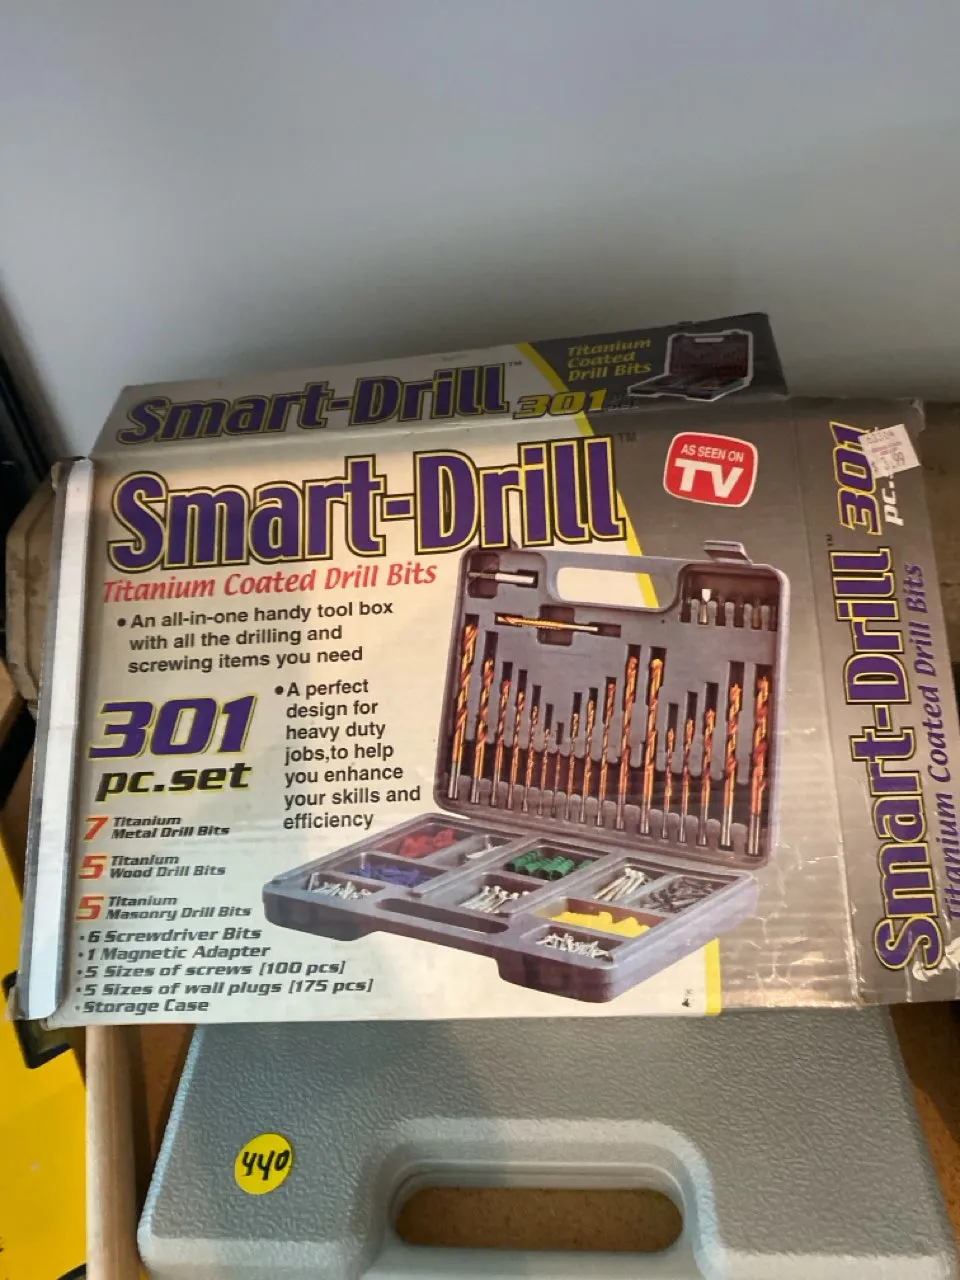 Smart-Drill™
301
Titanium
Coated
Drill Bits
Smart-Drill™
AS SEEN ON
TV
Titanium Coated Drill Bits
• An all-in-one handy tool box
with all the drilling and
screwing items you need
301
pc.set
• A perfect
design for
heavy duty
jobs,to help
you enhance
your skills and
efficiency
7 Titanium
Metal Drill Bits
5 Titanium
Wood Drill Bits
5 Titanium
Masonry Drill Bits
• 6 Screwdriver Bits
• 1 Magnetic Adapter
• 5 Sizes of screws [100 pcs]
• 5 Sizes of wall plugs [175 pcs]
• Storage Case
Smart-Drill™ 301
pc.
Titanium Coated Drill Bits
440